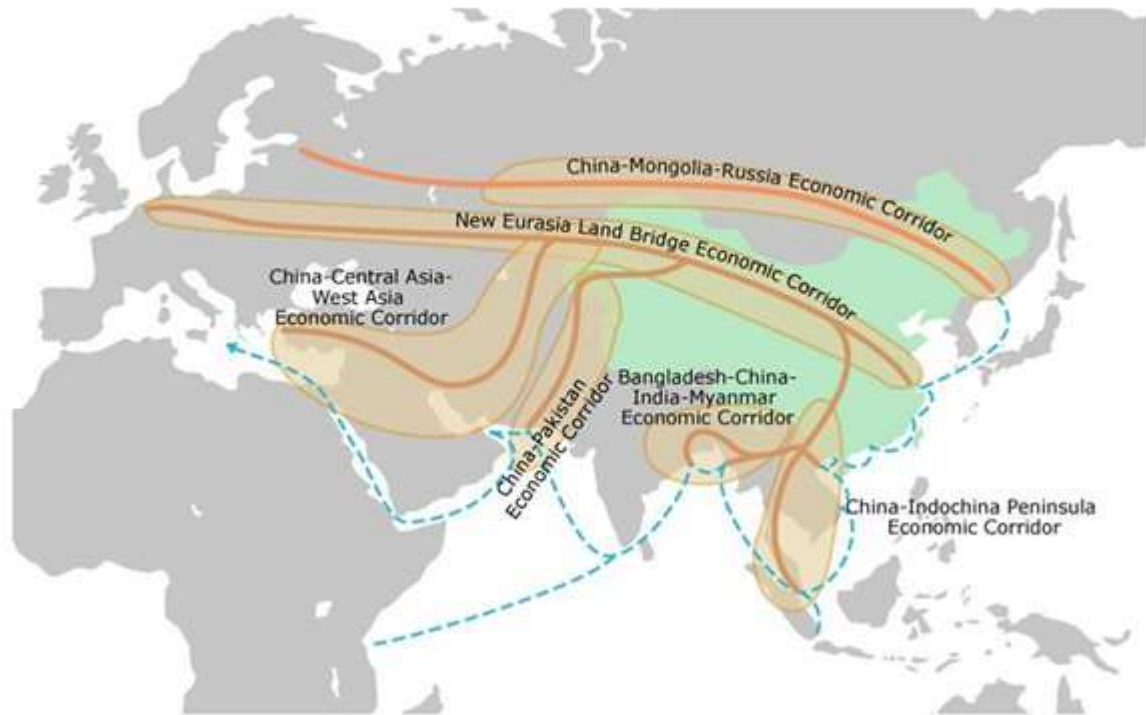 China-Mongolia-Russia Economic Corridor
New Eurasia Land Bridge Economic Corridor
China-Central Asia-
West Asia
Economic Corridor
China-Pakistan
Economic Corridor
Bangladesh-China-
India-Myanmar
Economic Corridor
China-Indochina Peninsula
Economic Corridor